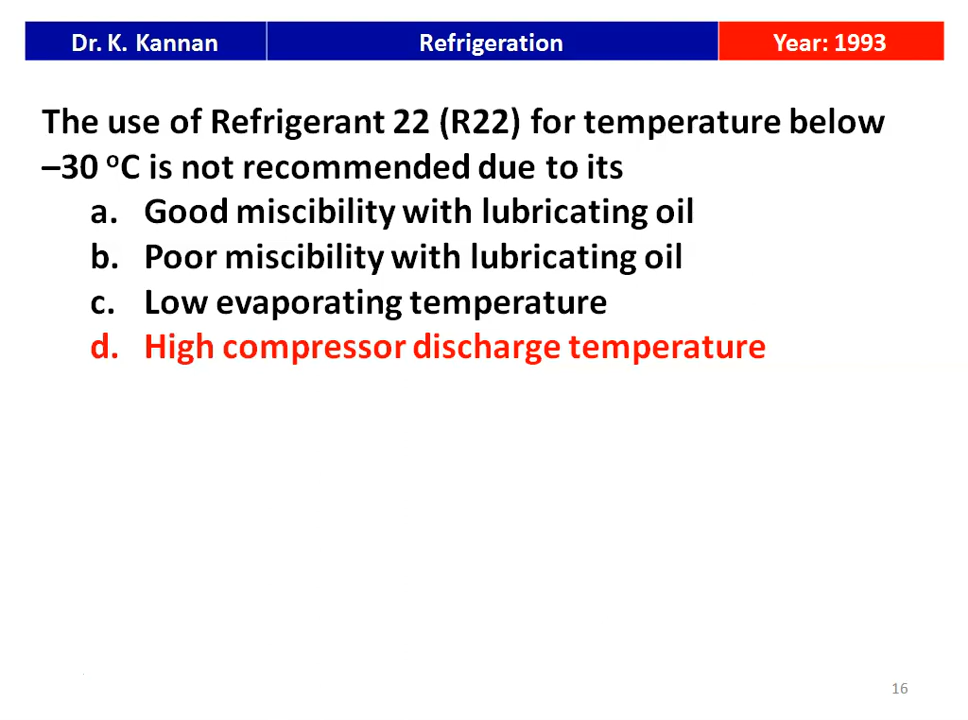 Dr. K. Kannan
Refrigeration
Year: 1993
The use of Refrigerant 22 (R22) for temperature below
–30 ºC is not recommended due to its
a. Good miscibility with lubricating oil
b. Poor miscibility with lubricating oil
c. Low evaporating temperature
d. High compressor discharge temperature
16